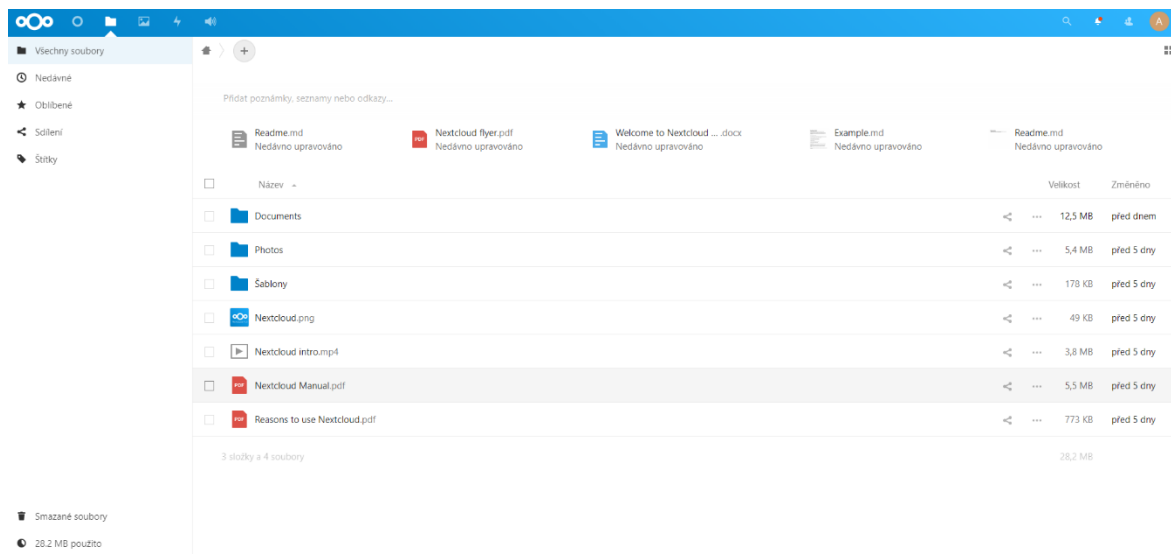 A
Všechny soubory
Nedávné
Oblíbené
Sdílení
Štítky
Přidat poznámky, seznamy nebo odkazy...
Readme.md
Nedávno upravováno
Nextcloud flyer.pdf
Nedávno upravováno
Welcome to Nextcloud ... .docx
Nedávno upravováno
Example.md
Nedávno upravováno
Readme.md
Nedávno upravováno
Název Velikost Změněno
Documents 12,5 MB před dnem
Photos 5,4 MB před 5 dny
Šablony 178 KB před 5 dny
Nextcloud.png 49 KB před 5 dny
Nextcloud intro.mp4 3,8 MB před 5 dny
PDF Nextcloud Manual.pdf 5,5 MB před 5 dny
PDF Reasons to use Nextcloud.pdf 773 KB před 5 dny
3 složky a 4 soubory 28,2 MB
Smazané soubory
28.2 MB použito